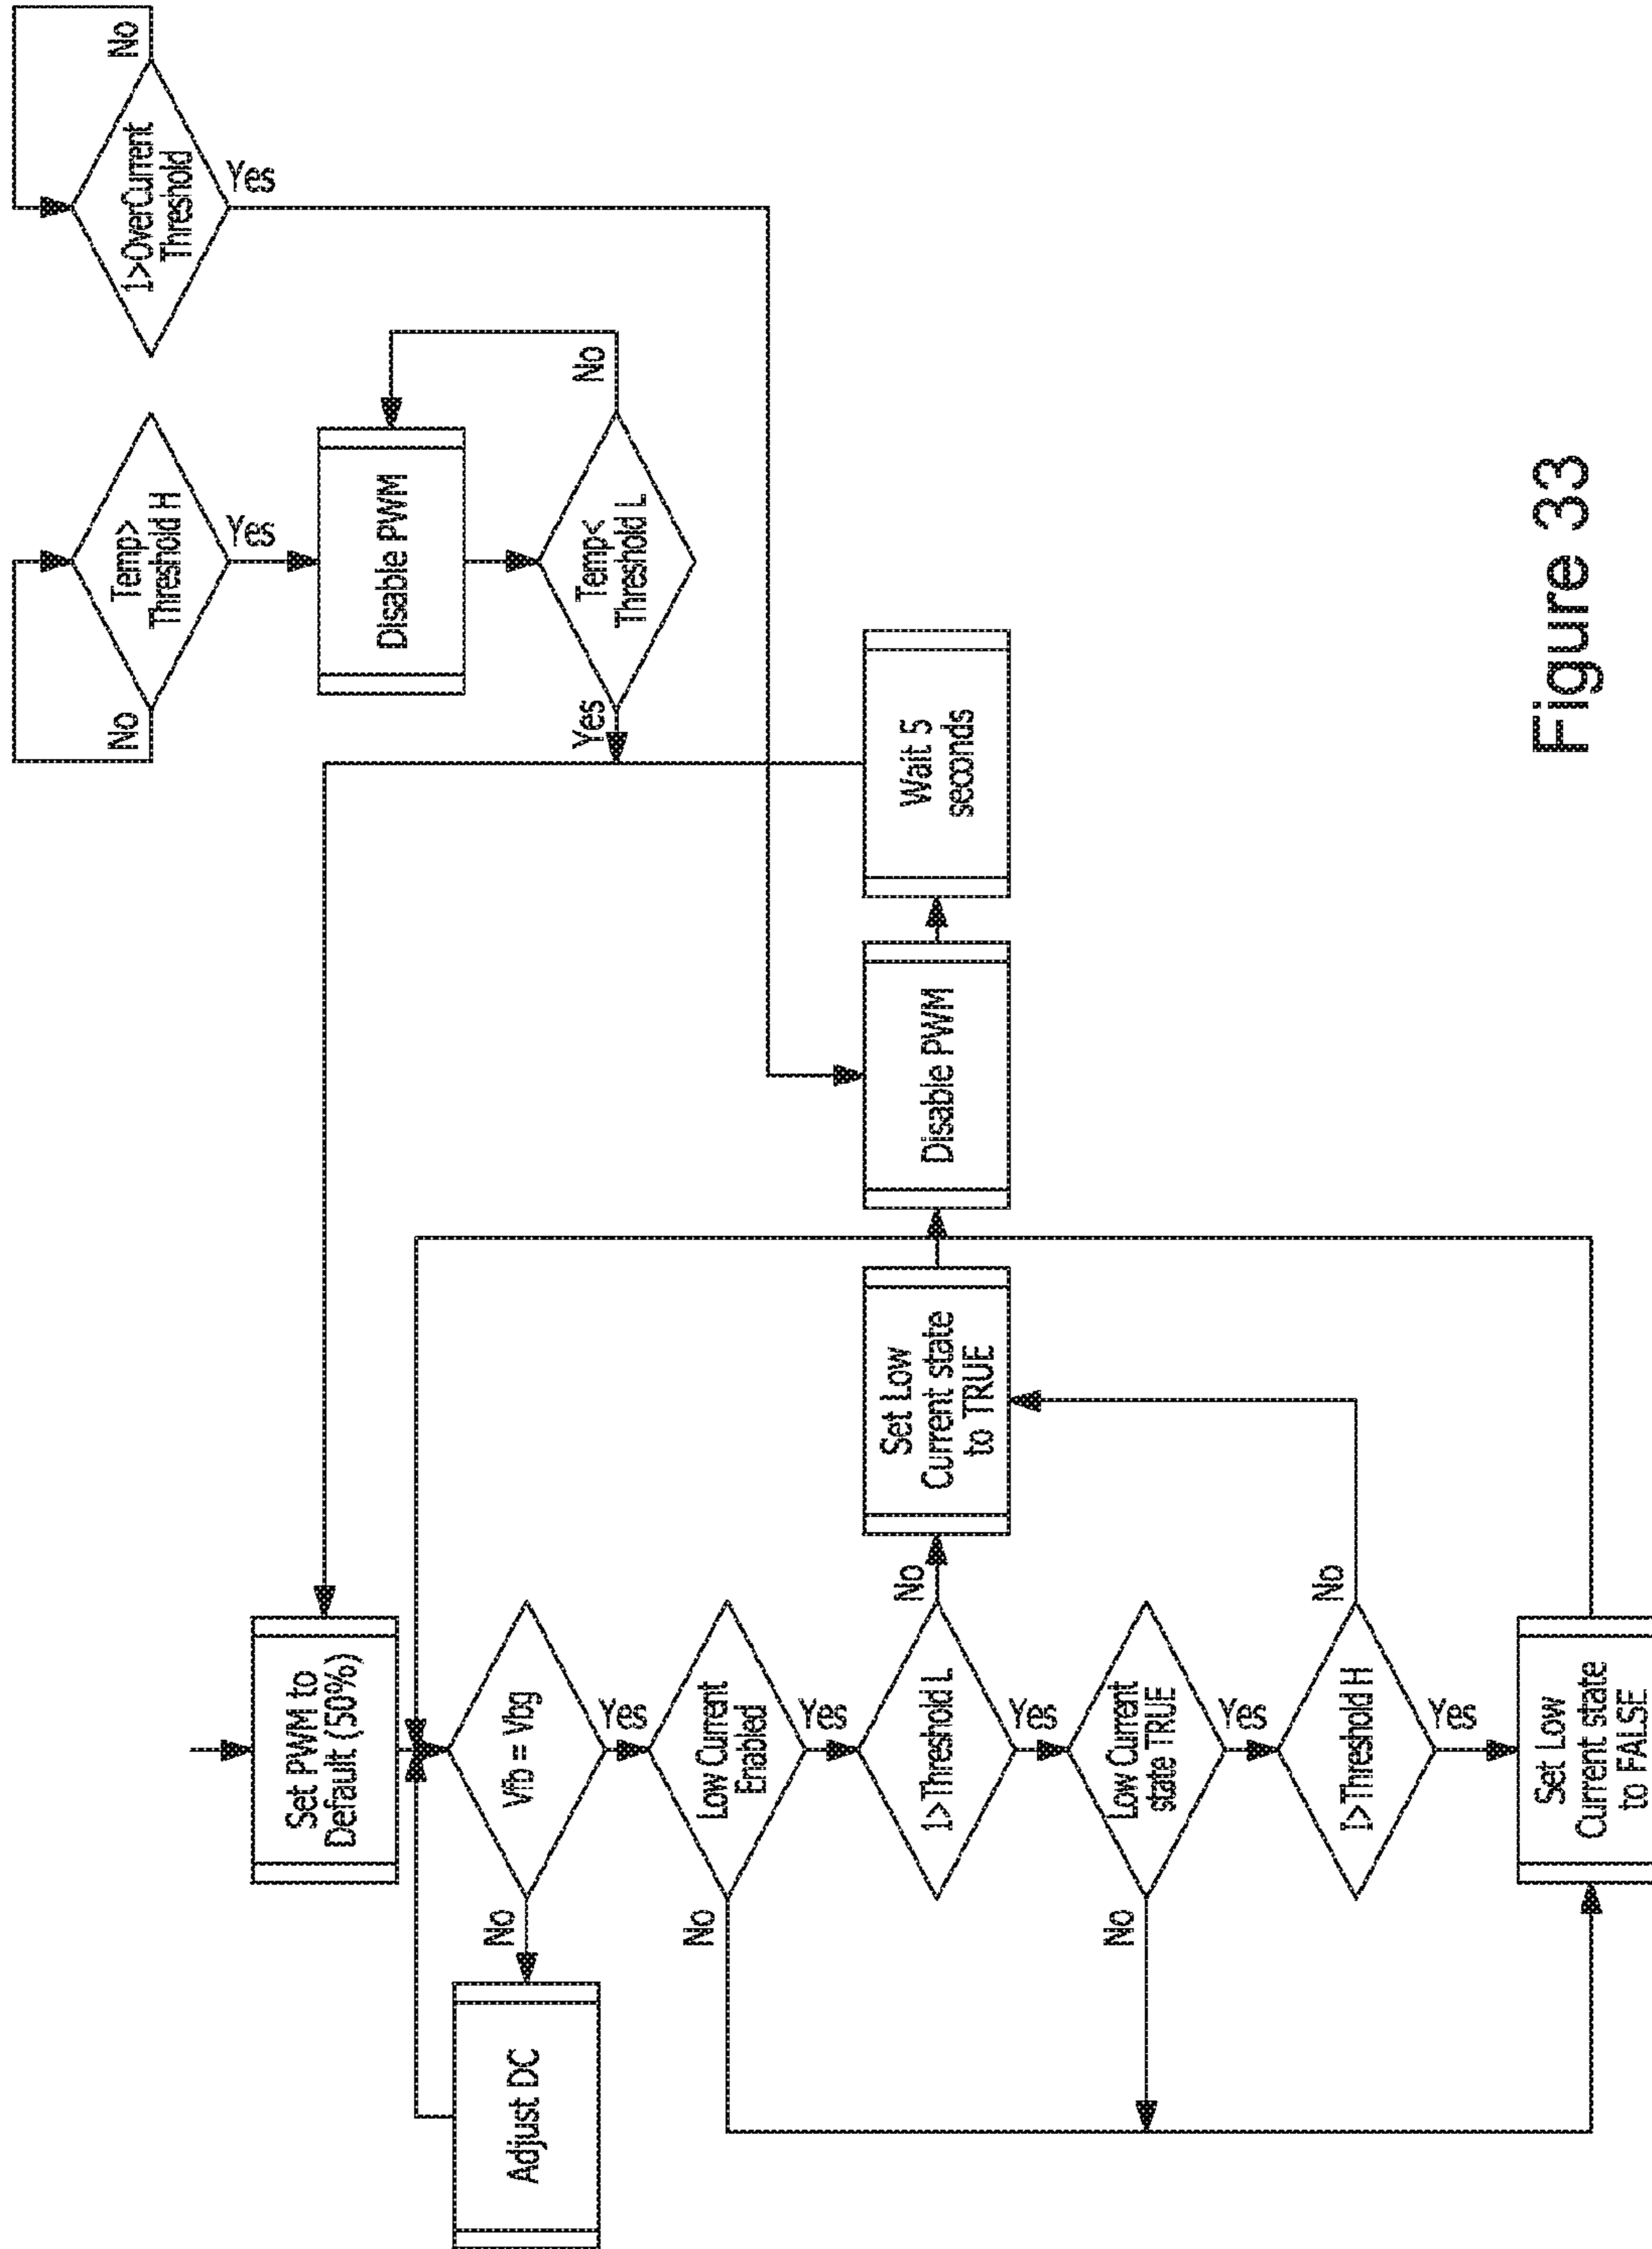 Set PWM to
Default (50%)
Vfb = Vbg
No
Yes
Adjust DC
Low Current
Enabled
No
Yes
1>Threshold L
No
Yes
Set Low
Current state
to TRUE
Low Current
state TRUE
No
Yes
I>Threshold H
No
Yes
Set Low
Current state
to FALSE
Disable PWM
Wait 5
seconds
Temp>
Threshold H
No
Yes
Disable PWM
Temp<
Threshold L
Yes
No
1>OverCurrent
Threshold
No
Yes
Figure 33